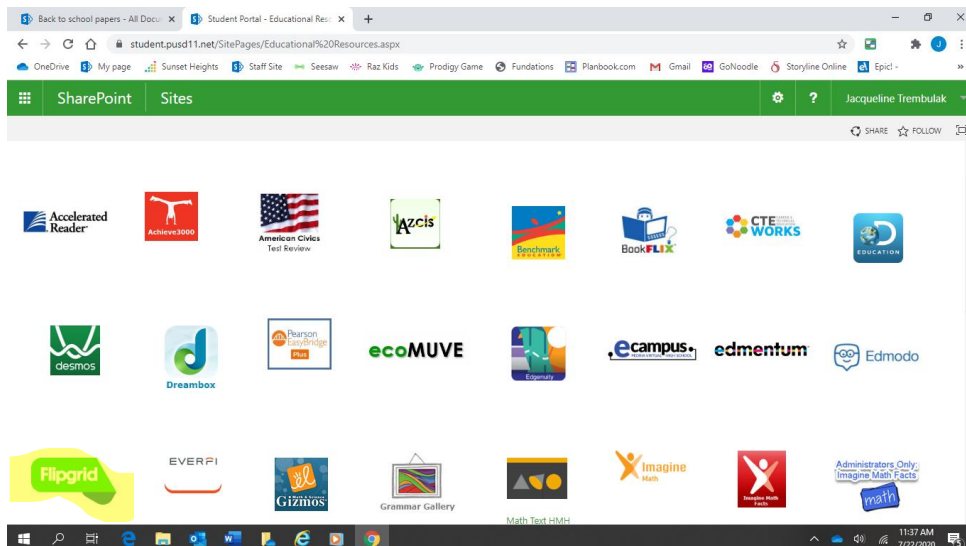 Back to school papers - All Docu
Student Portal - Educational Reso
student.pusd11.net/SitePages/Educational%20Resources.aspx
OneDrive
My page
Sunset Heights
Staff Site
Seesaw
Raz Kids
Prodigy Game
Fundations
Planbook.com
Gmail
GoNoodle
Storyline Online
Epic! -
SharePoint
Sites
?
Jacqueline Trembulak
SHARE
FOLLOW
Accelerated
Reader
Achieve3000
American Civics
Test Review
AZcis
Benchmark
EDUCATION
BookFLIX
CTE
WORKS
EDUCATION
desmos
Dreambox
Pearson
EasyBridge
Plus
ecoMUVE
Edgenuity
ecampus
edmentum
Edmodo
Flipgrid
EVERFI
Math & Science
Gizmos
Grammar Gallery
Math Text HMH
Imagine
Math
Imagine Math
Facts
Administrators Only:
Imagine Math Facts
math
11:37 AM
7/22/2020